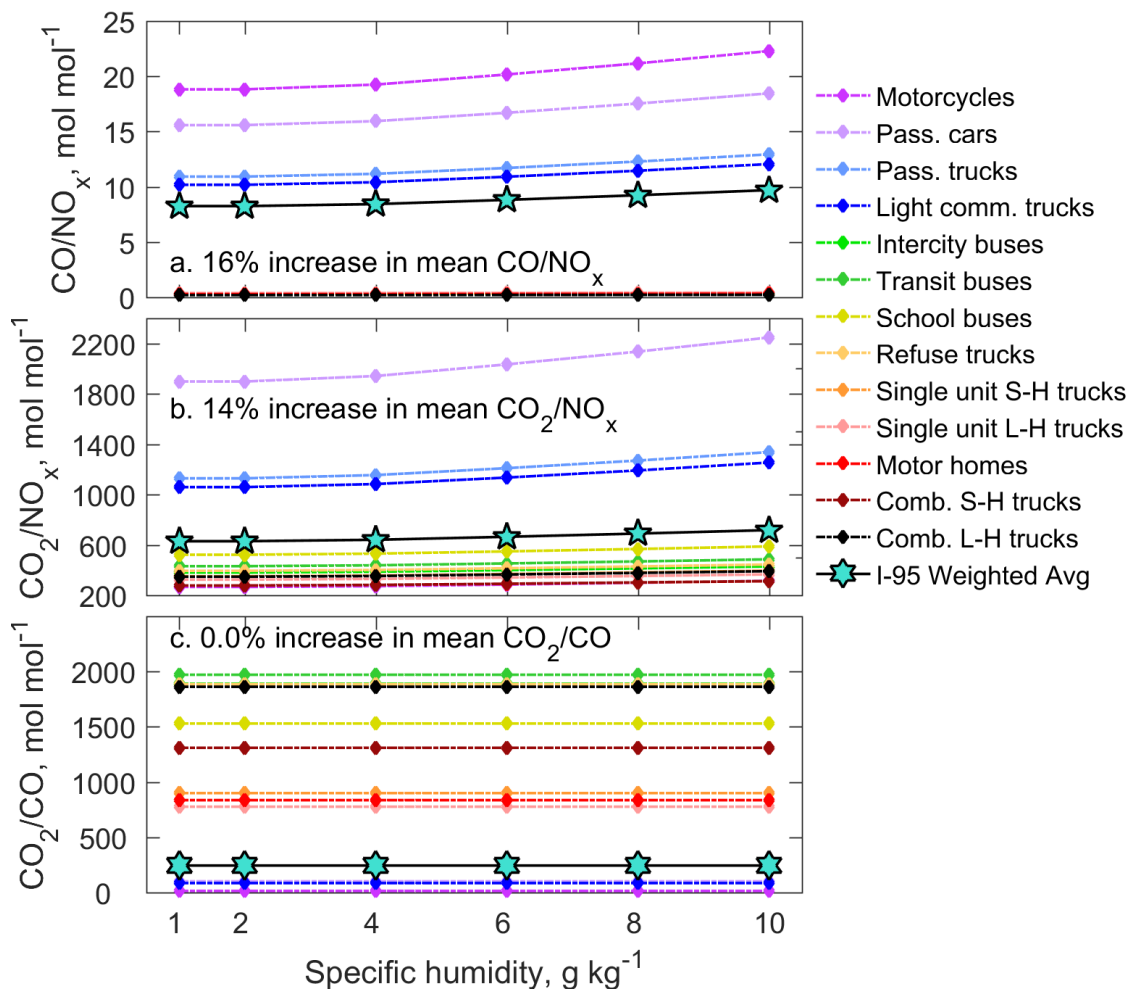 25
20
15
10
5
0
CO/NOx, mol mol⁻¹
a. 16% increase in mean CO/NOx
2200
1800
1400
1000
600
200
CO₂/NOx, mol mol⁻¹
b. 14% increase in mean CO₂/NOx
2000
1500
1000
500
0
CO₂/CO, mol mol⁻¹
c. 0.0% increase in mean CO₂/CO
1 2 4 6 8 10
Specific humidity, g kg⁻¹
Motorcycles
Pass. cars
Pass. trucks
Light comm. trucks
Intercity buses
Transit buses
School buses
Refuse trucks
Single unit S-H trucks
Single unit L-H trucks
Motor homes
Comb. S-H trucks
Comb. L-H trucks
I-95 Weighted Avg